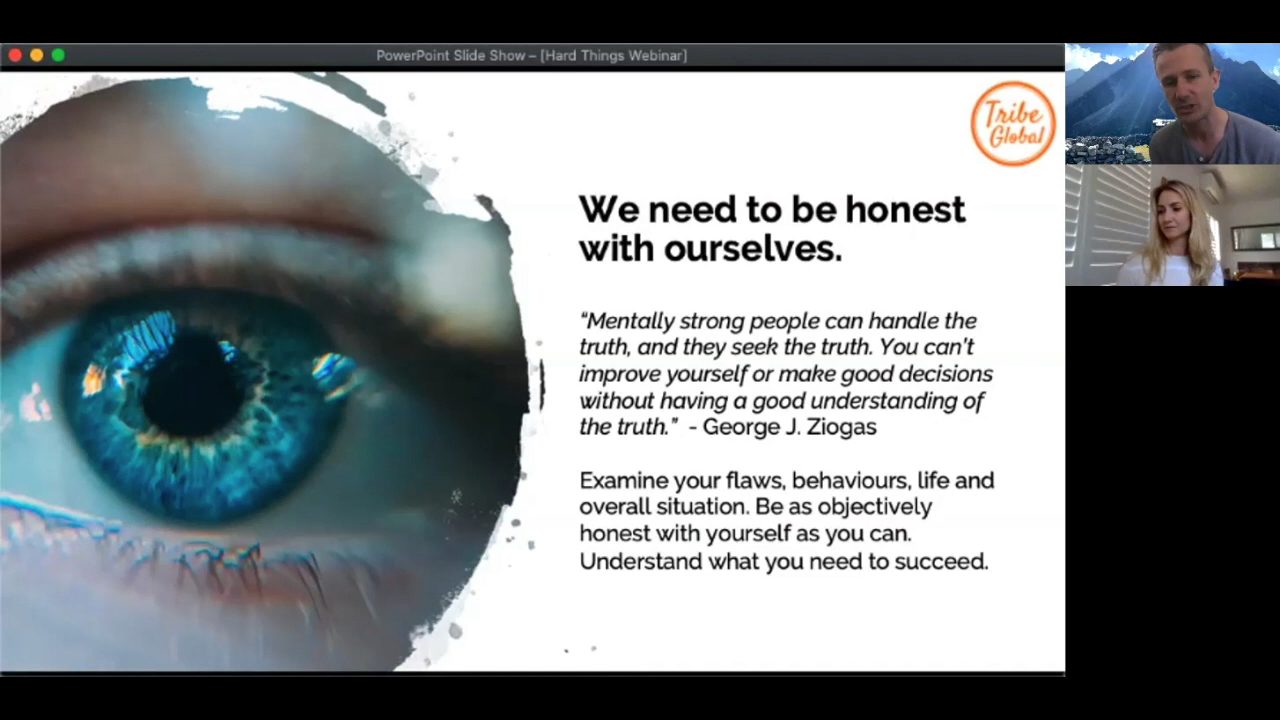 PowerPoint Slide Show – [Hard Things Webinar]
Tribe
Global
We need to be honest
with ourselves.
“Mentally strong people can handle the
truth, and they seek the truth. You can’t
improve yourself or make good decisions
without having a good understanding of
the truth.” - George J. Ziogas
Examine your flaws, behaviours, life and
overall situation. Be as objectively
honest with yourself as you can.
Understand what you need to succeed.